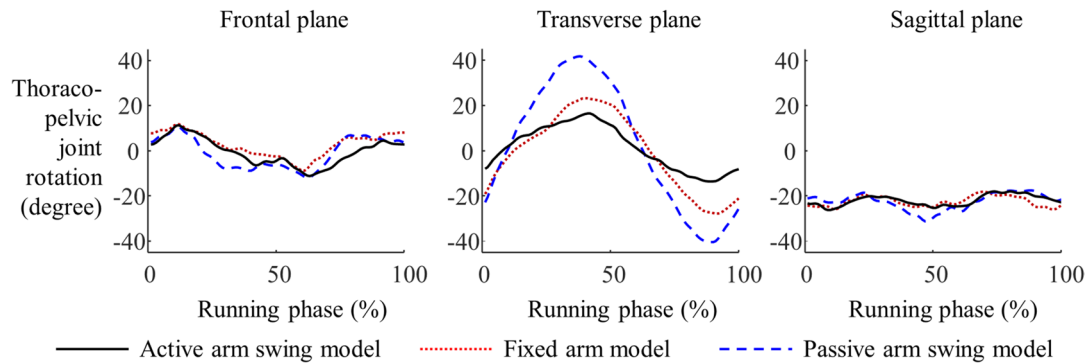 Frontal plane
Transverse plane
Sagittal plane
Thoraco-
pelvic
joint
rotation
(degree)
40
20
0
-20
-40
0 50 100
Running phase (%)
40
20
0
-20
-40
0 50 100
Running phase (%)
40
20
0
-20
-40
0 50 100
Running phase (%)
Active arm swing model
Fixed arm model
Passive arm swing model